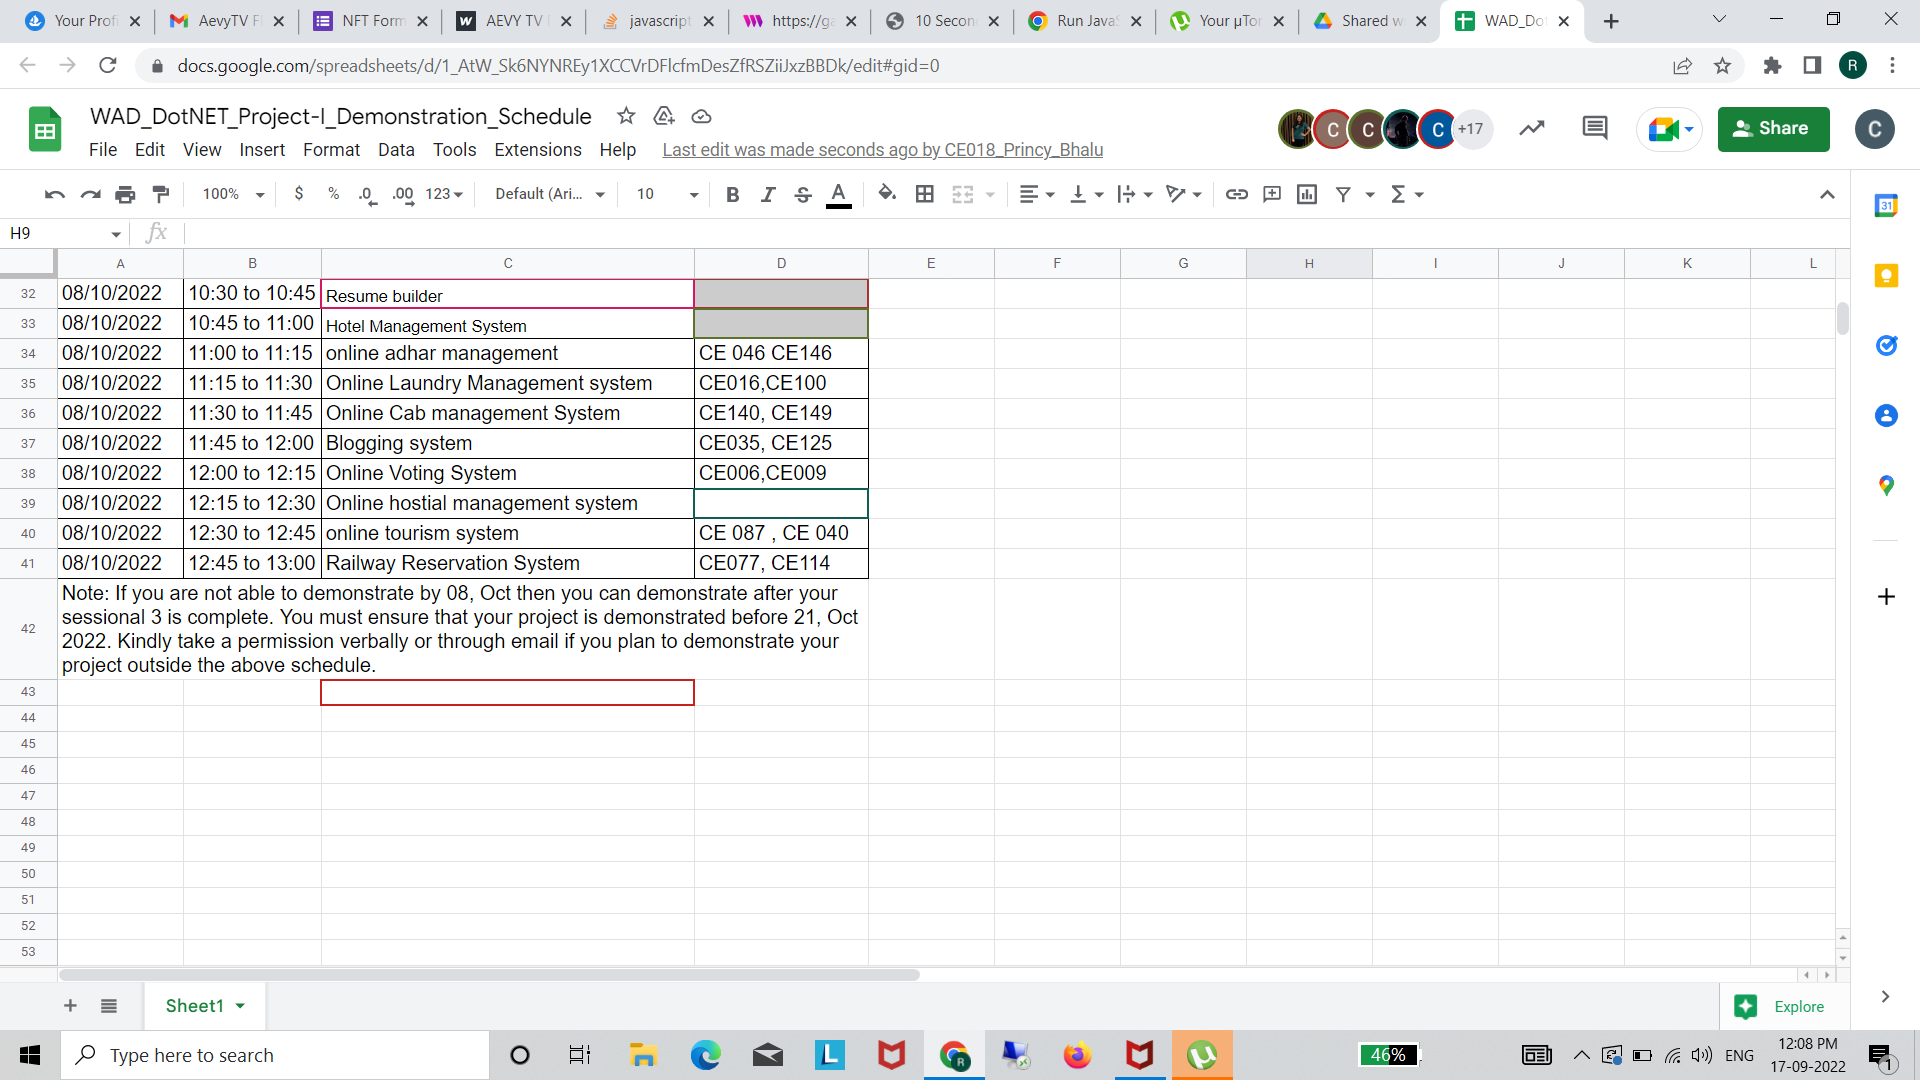 Your Prof
AevyTV F
NFT Form
AEVY TV
javascript
https://ga
10 Secon
Run Javas
Your µTor
Shared w
WAD_Dot
docs.google.com/spreadsheets/d/1_AtW_Sk6NYNREy1XCCVrDFlcfmDesZfRSZiiJxzBBDk/edit#gid=0
R
WAD_DotNET_Project-I_Demonstration_Schedule
C C C +17 Share C
File Edit View Insert Format Data Tools Extensions Help Last edit was made seconds ago by CE018_Princy_Bhalu
100% $ % .0 .00 123 Default (Ari... 10 B I S A
H9 fx
A B C D E F G H I J K L
32 08/10/2022 10:30 to 10:45 Resume builder
33 08/10/2022 10:45 to 11:00 Hotel Management System
34 08/10/2022 11:00 to 11:15 online adhar management CE 046 CE146
35 08/10/2022 11:15 to 11:30 Online Laundry Management system CE016,CE100
36 08/10/2022 11:30 to 11:45 Online Cab management System CE140, CE149
37 08/10/2022 11:45 to 12:00 Blogging system CE035, CE125
38 08/10/2022 12:00 to 12:15 Online Voting System CE006,CE009
39 08/10/2022 12:15 to 12:30 Online hostial management system
40 08/10/2022 12:30 to 12:45 online tourism system CE 087 , CE 040
41 08/10/2022 12:45 to 13:00 Railway Reservation System CE077, CE114
42
Note: If you are not able to demonstrate by 08, Oct then you can demonstrate after your
sessional 3 is complete. You must ensure that your project is demonstrated before 21, Oct
2022. Kindly take a permission verbally or through email if you plan to demonstrate your
project outside the above schedule.
43
44
45
46
47
48
49
50
51
52
53
Sheet1
Explore
Type here to search
46%
ENG
12:08 PM
17-09-2022
1